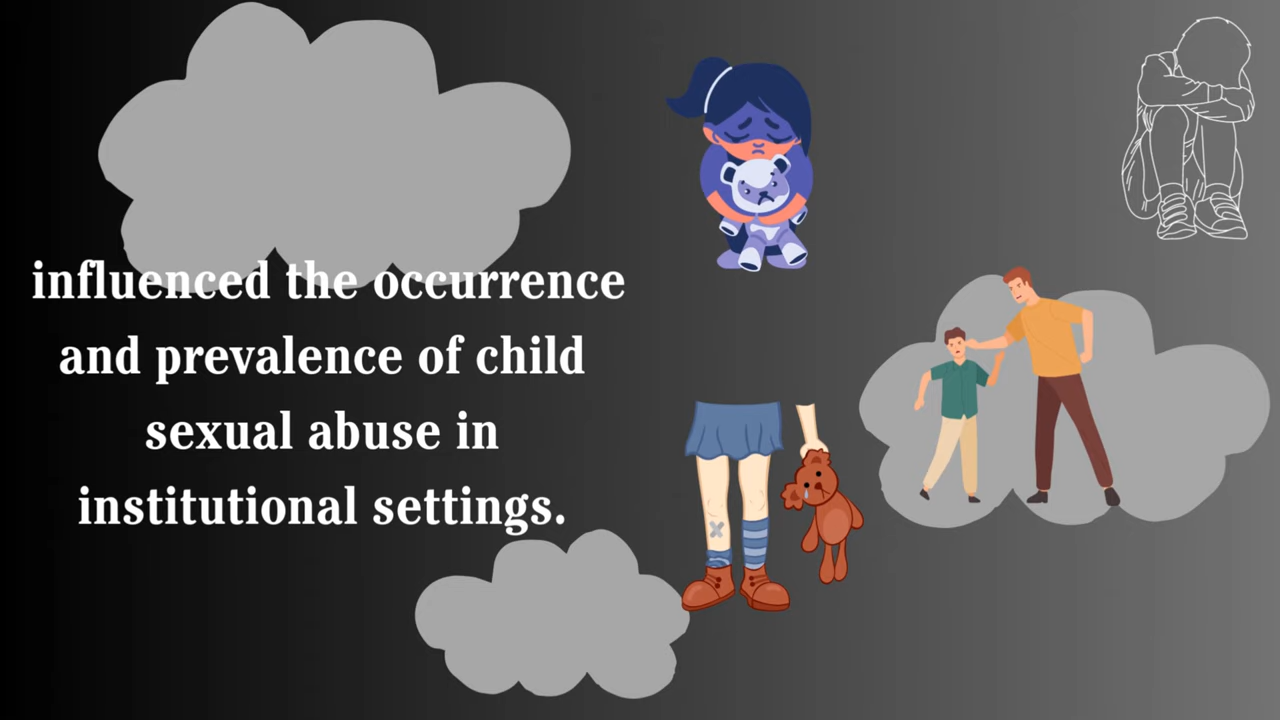 influenced the occurrence
and prevalence of child
sexual abuse in
institutional settings.